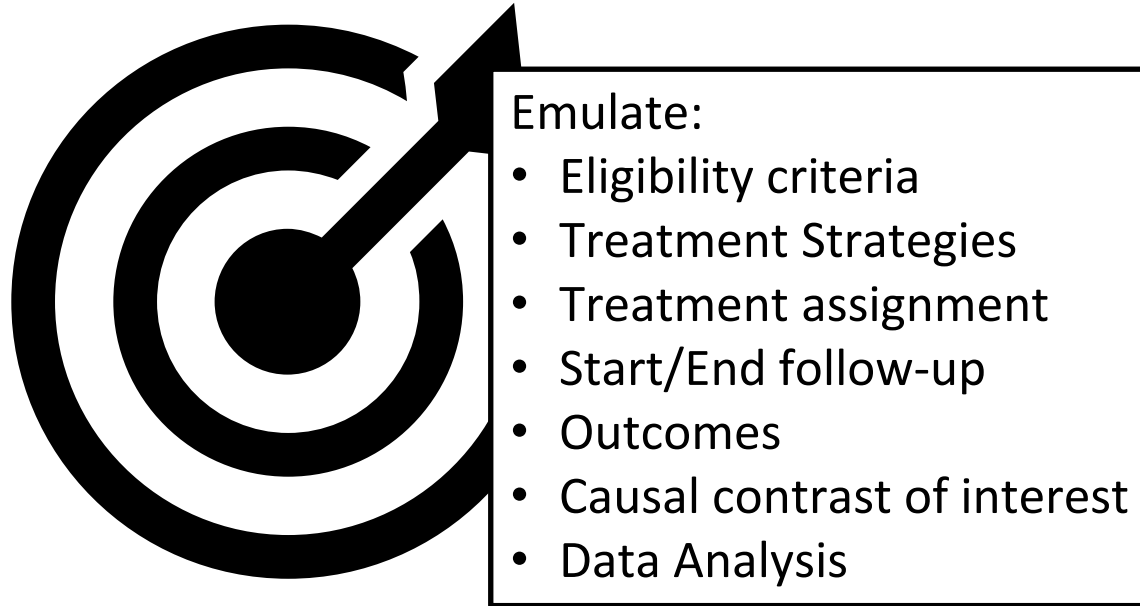 Emulate:
• Eligibility criteria
• Treatment Strategies
• Treatment assignment
• Start/End follow-up
• Outcomes
• Causal contrast of interest
• Data Analysis